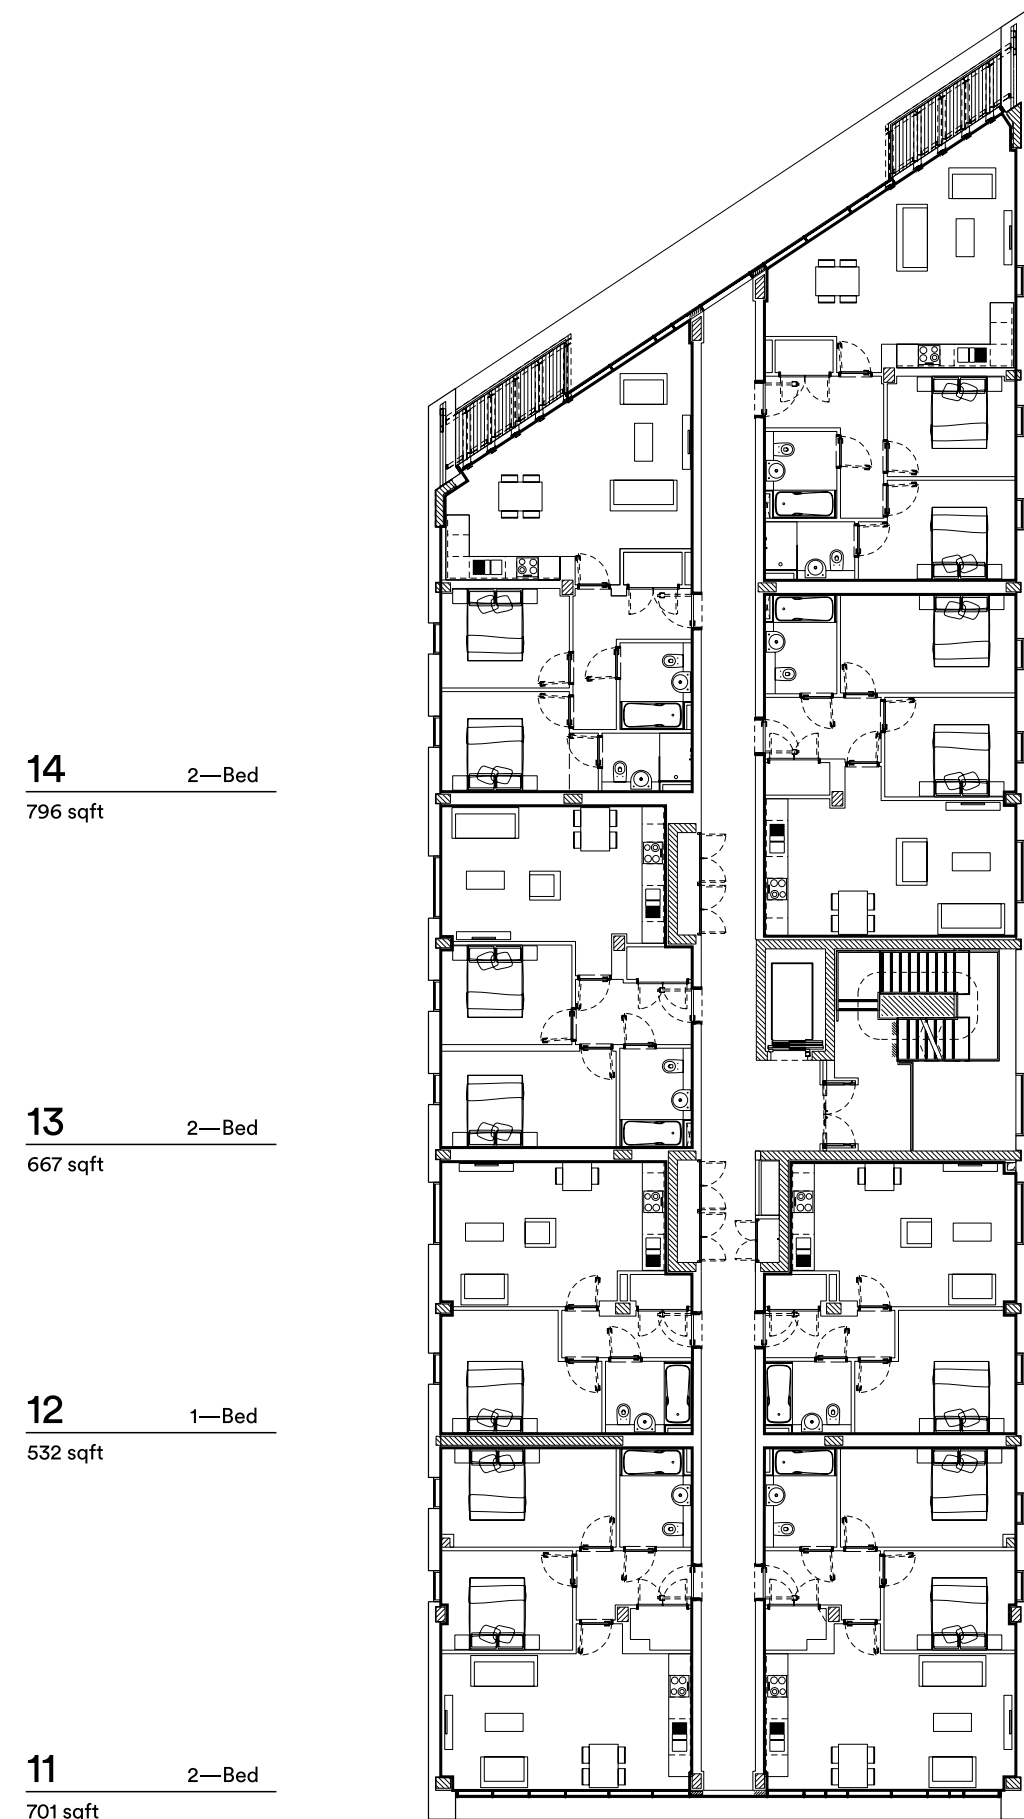 14 2—Bed
796 sqft
13 2—Bed
667 sqft
12 1—Bed
532 sqft
11 2—Bed
701 sqft